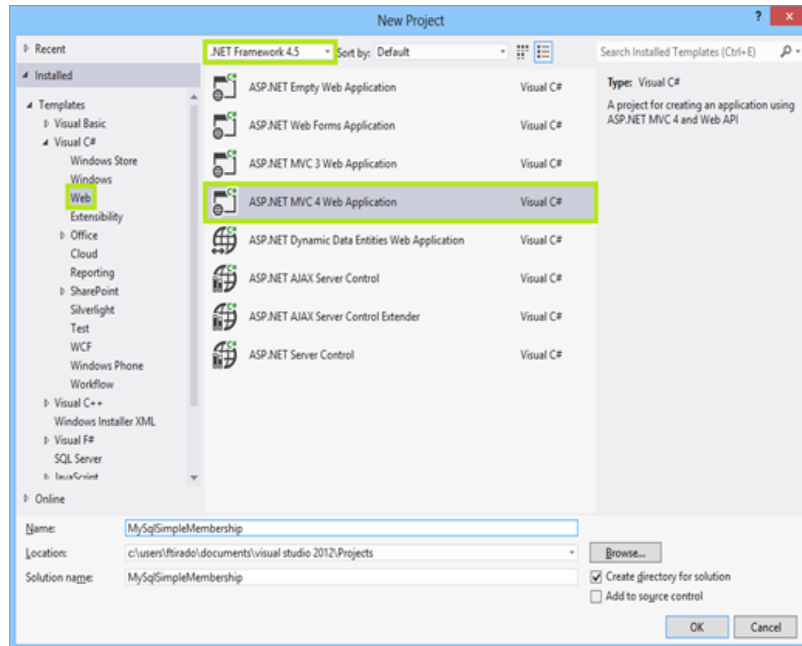 New Project
? ×
Recent
.NET Framework 4.5 Sort by: Default
Search Installed Templates (Ctrl+E)
Installed
Templates
Visual Basic
Visual C#
Windows Store
Windows
Web
Extensibility
Office
Cloud
Reporting
SharePoint
Silverlight
Test
WCF
Windows Phone
Workflow
Visual C++
Windows Installer XML
Visual F#
SQL Server
JavaScript
Online
ASP.NET Empty Web Application Visual C#
ASP.NET Web Forms Application Visual C#
ASP.NET MVC 3 Web Application Visual C#
ASP.NET MVC 4 Web Application Visual C#
ASP.NET Dynamic Data Entities Web Application Visual C#
ASP.NET AJAX Server Control Visual C#
ASP.NET AJAX Server Control Extender Visual C#
ASP.NET Server Control Visual C#
Type: Visual C#
A project for creating an application using
ASP.NET MVC 4 and Web API
Name: MySqlSimpleMembership
Location: c:\users\ftirado\documents\visual studio 2012\Projects
Browse...
Solution name: MySqlSimpleMembership
Create directory for solution
Add to source control
OK Cancel